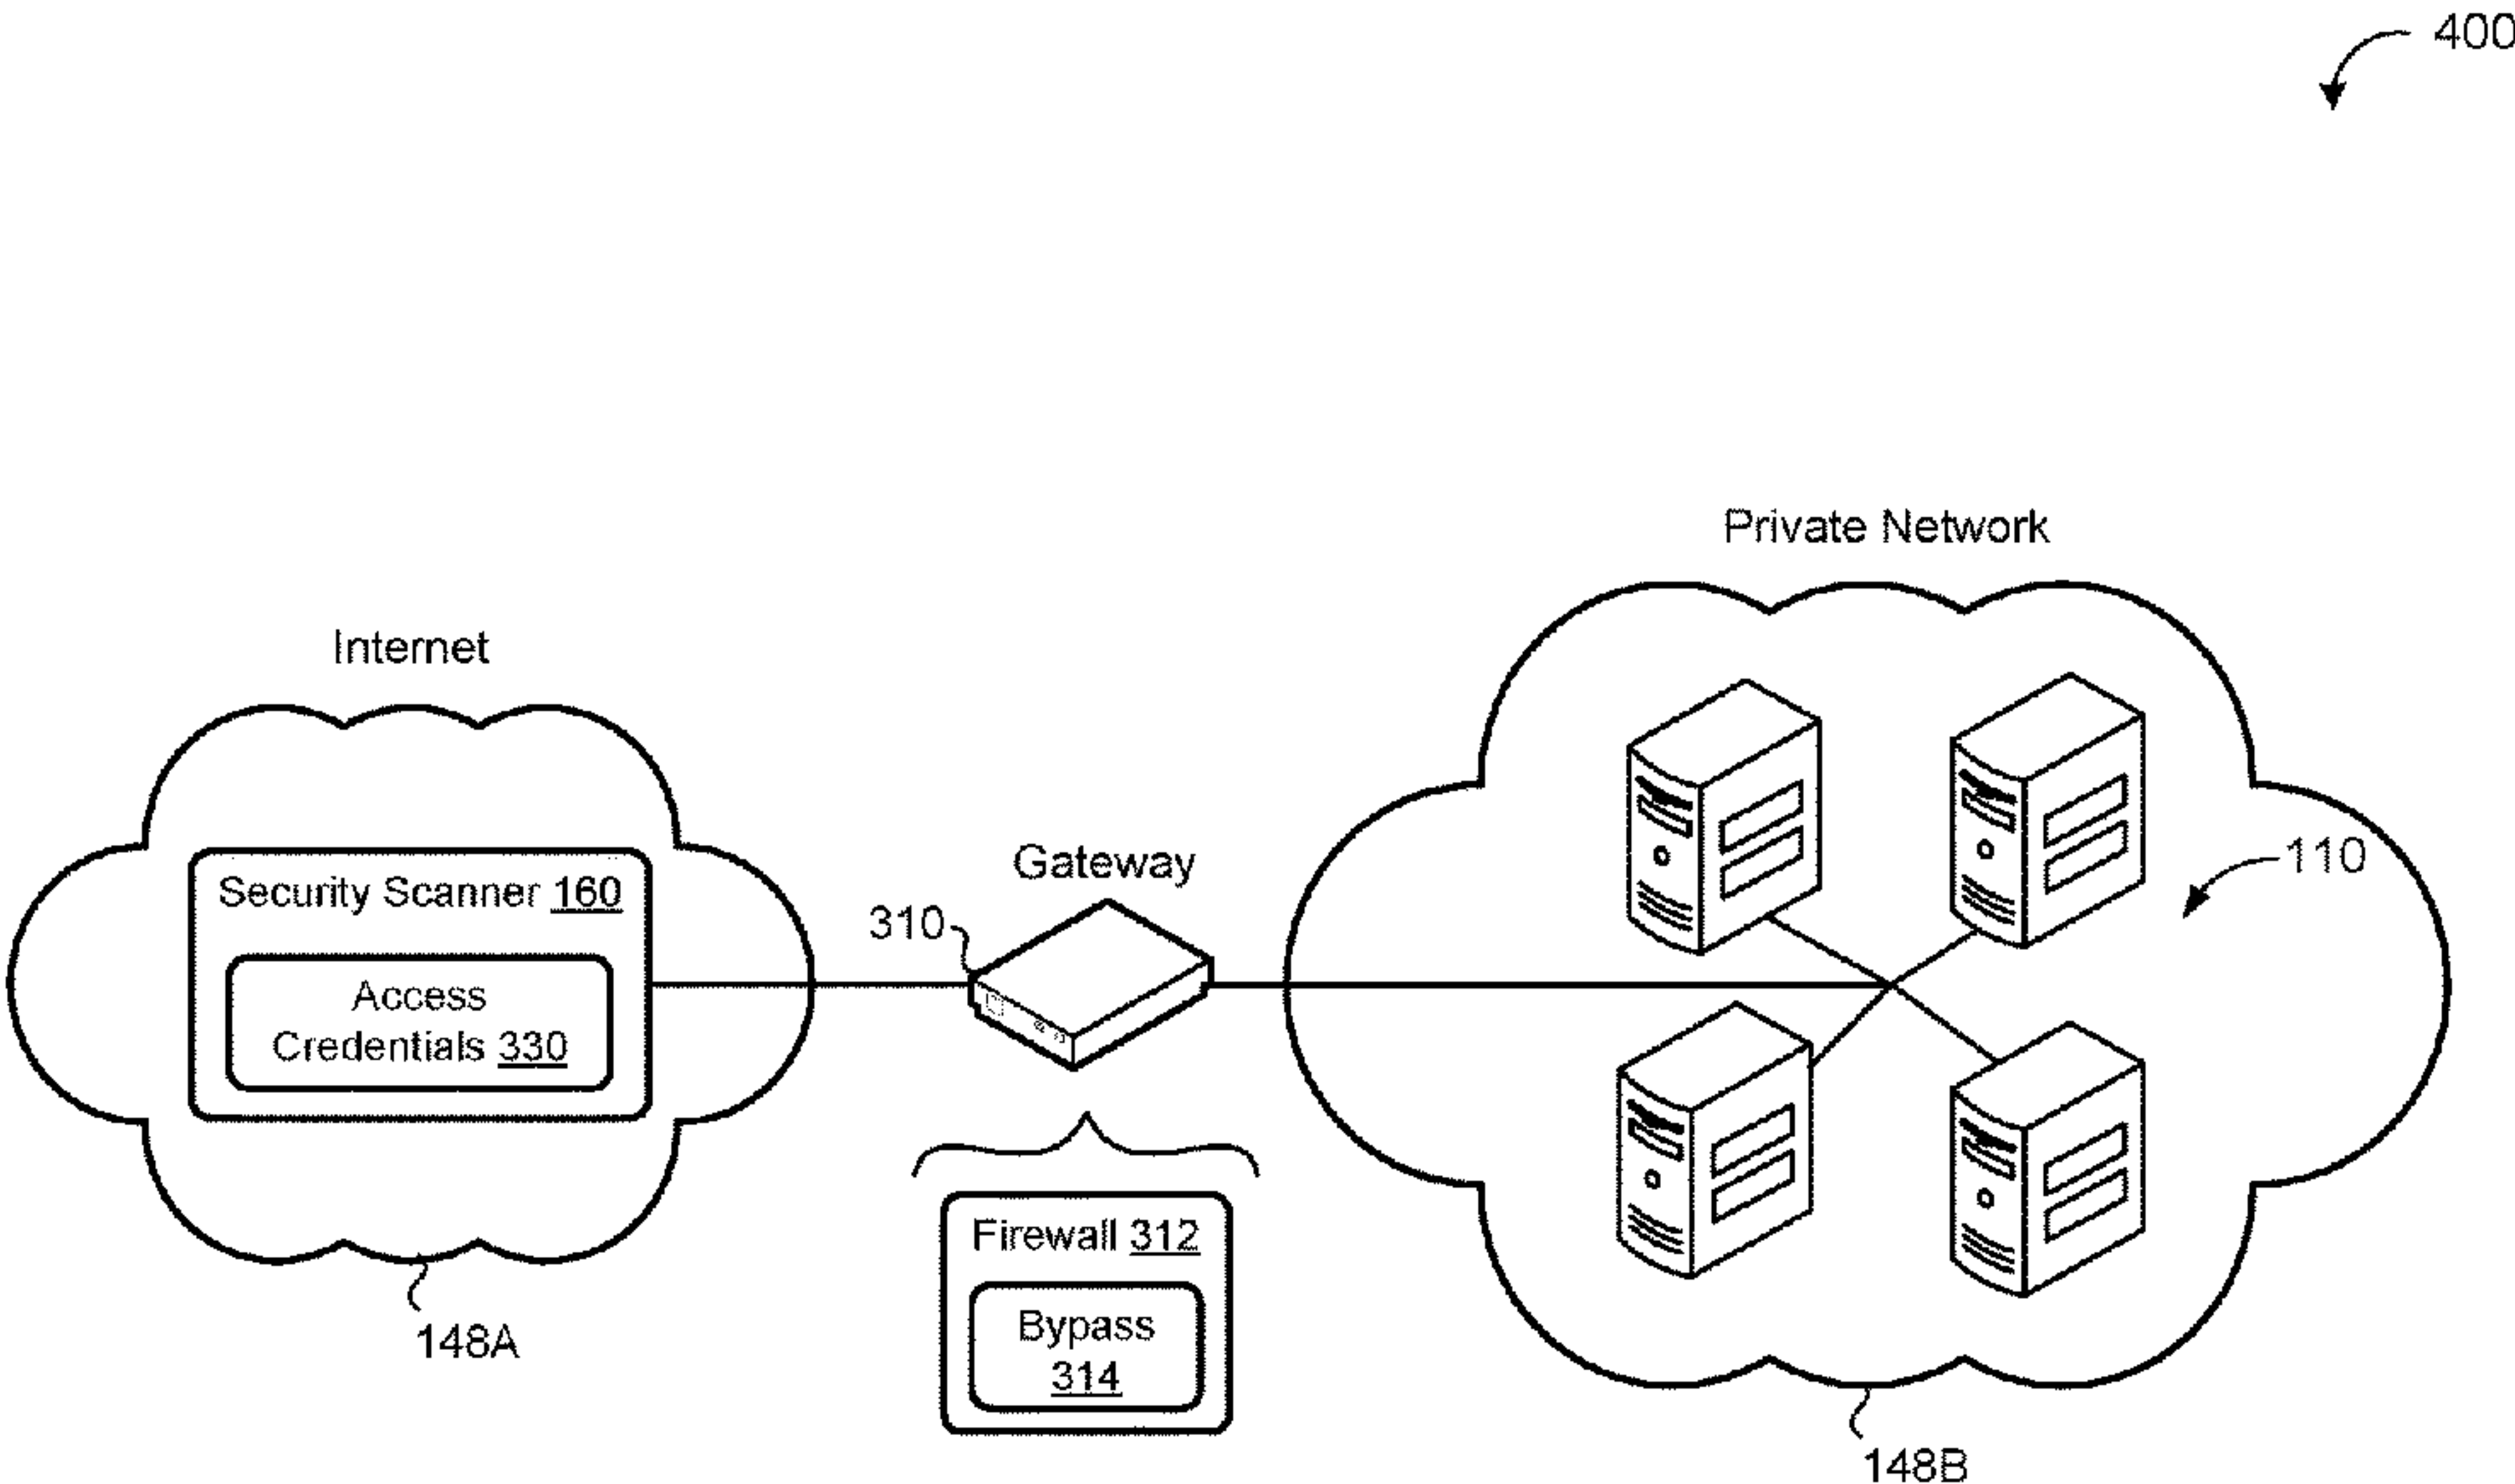 400
Private Network
Internet
Gateway
110
Security Scanner 160
310
Access
Credentials 330
Firewall 312
Bypass
314
148A
148B